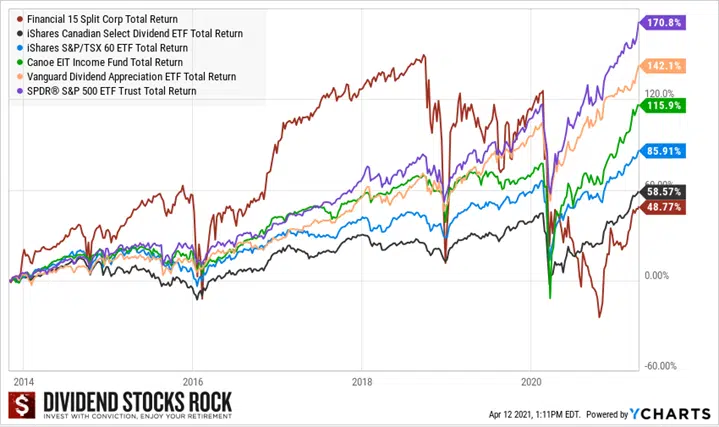 Financial 15 Split Corp Total Return
iShares Canadian Select Dividend ETF Total Return
iShares S&P/TSX 60 ETF Total Return
Canoe EIT Income Fund Total Return
Vanguard Dividend Appreciation ETF Total Return
SPDR® S&P 500 ETF Trust Total Return
170.8%
142.1%
120.0%
115.9%
85.91%
58.57%
48.77%
0.00%
-60.00%
2014 2016 2018 2020
$ DIVIDEND STOCKS ROCK
INVEST WITH CONVICTION, ENJOY YOUR RETIREMENT
Apr 12 2021, 1:11PM EDT. Powered by YCHARTS